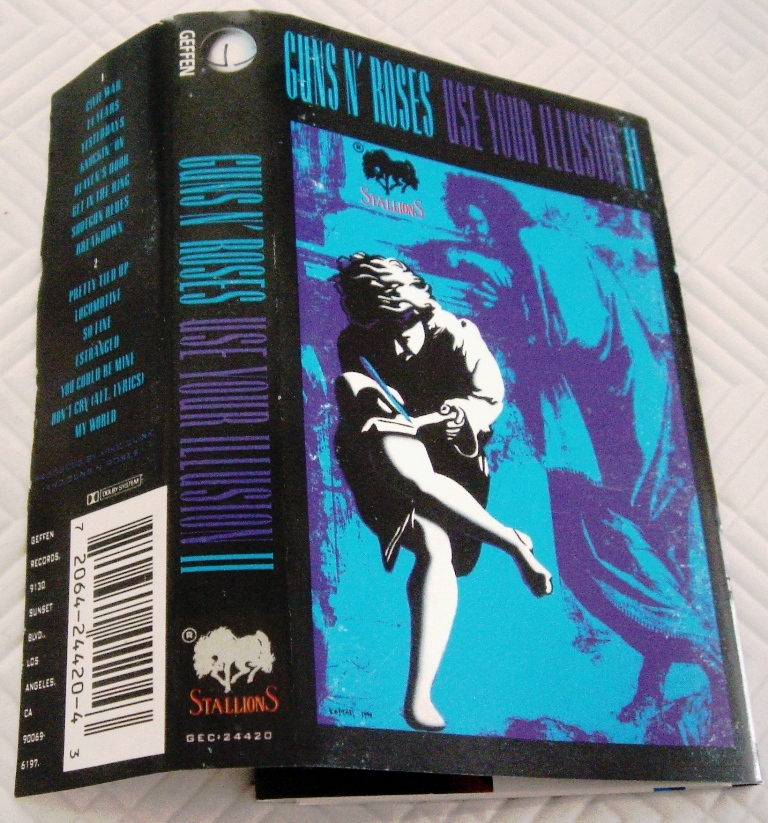 1
CIVIL WAR
14 YEARS
YESTERDAYS
KNOCKIN' ON
HEAVEN'S DOOR
GET IN THE RING
SHOTGUN BLUES
BREAKDOWN
2
PRETTY TIED UP
LOCOMOTIVE
SO FINE
ESTRANGED
YOU COULD BE MINE
DON'T CRY (ALT. LYRICS)
MY WORLD
DOLBY SYSTEM
GEFFEN
RECORDS,
9130
SUNSET
BLVD.,
LOS
ANGELES,
CA
90069-
6197.
7 2064-24420-4 3
GEFFEN
GUNS N' ROSES USE YOUR ILLUSION II
®
STALLIONS
GEC•24420
GUNS N' ROSES USE YOUR ILLUSION II
®
STALLIONS